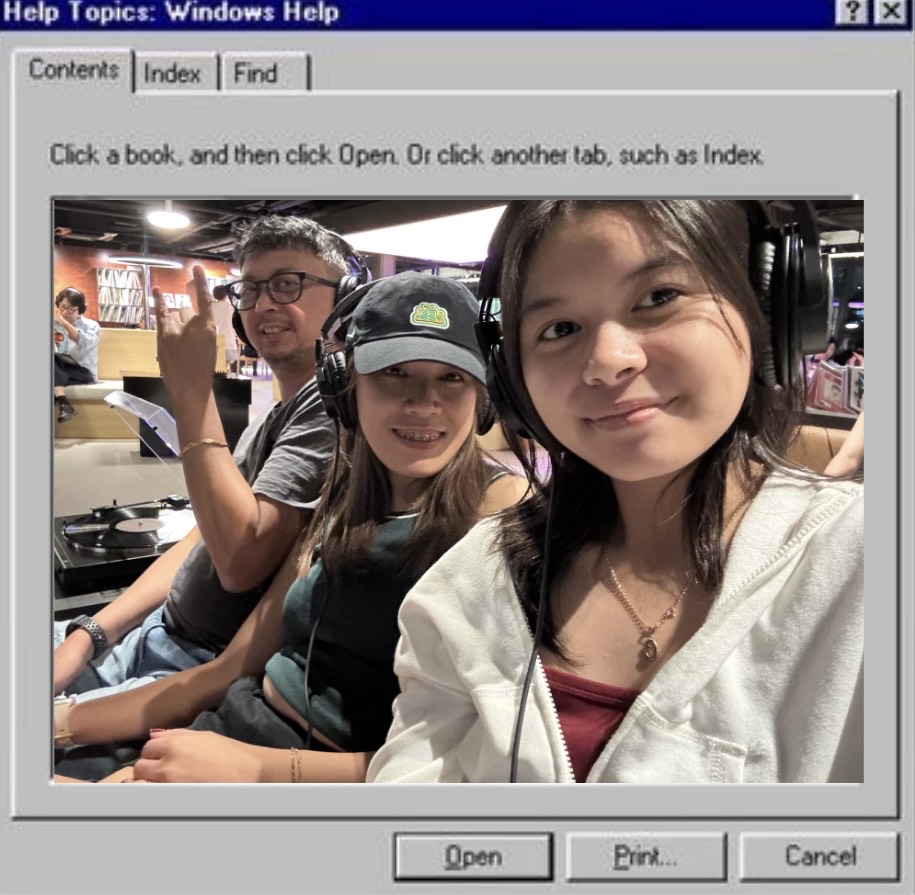 Help Topics: Windows Help
Contents
Index
Find
Click a book, and then click Open. Or click another tab, such as Index.
Open
Print...
Cancel